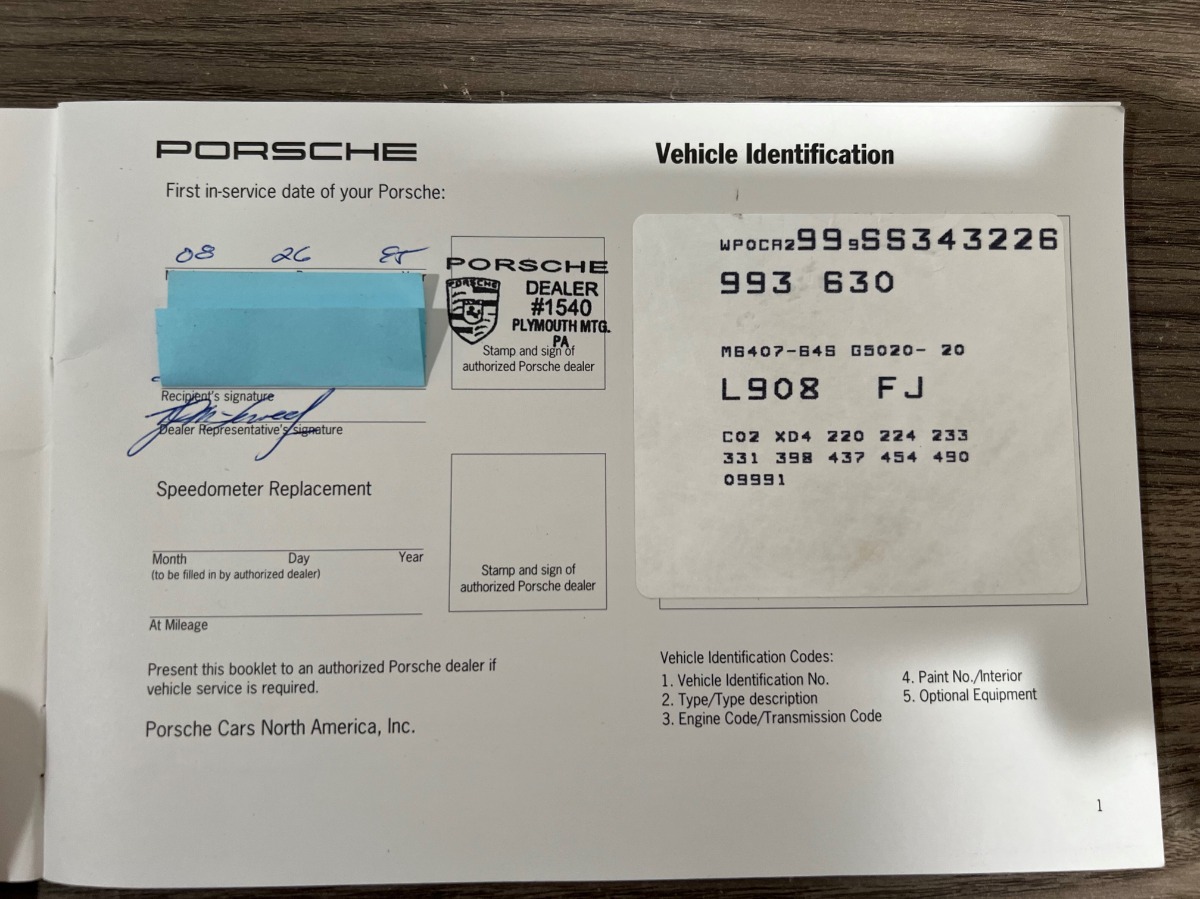 PORSCHE
First in-service date of your Porsche:
08 26 95
PORSCHE
PORSCHE
DEALER
#1540
PLYMOUTH MTG.
PA
Stamp and sign of
authorized Porsche dealer
Recipient's signature
Dealer Representative's signature
Speedometer Replacement
Month Day Year
(to be filled in by authorized dealer)
Stamp and sign of
authorized Porsche dealer
At Mileage
Present this booklet to an authorized Porsche dealer if
vehicle service is required.
Porsche Cars North America, Inc.
Vehicle Identification
WP0CA2999SS343226
993 630
M6407-64S G5020- 20
L908 FJ
C02 XD4 220 224 233
331 398 437 454 490
09991
Vehicle Identification Codes:
1. Vehicle Identification No.
2. Type/Type description
3. Engine Code/Transmission Code
4. Paint No./Interior
5. Optional Equipment
1